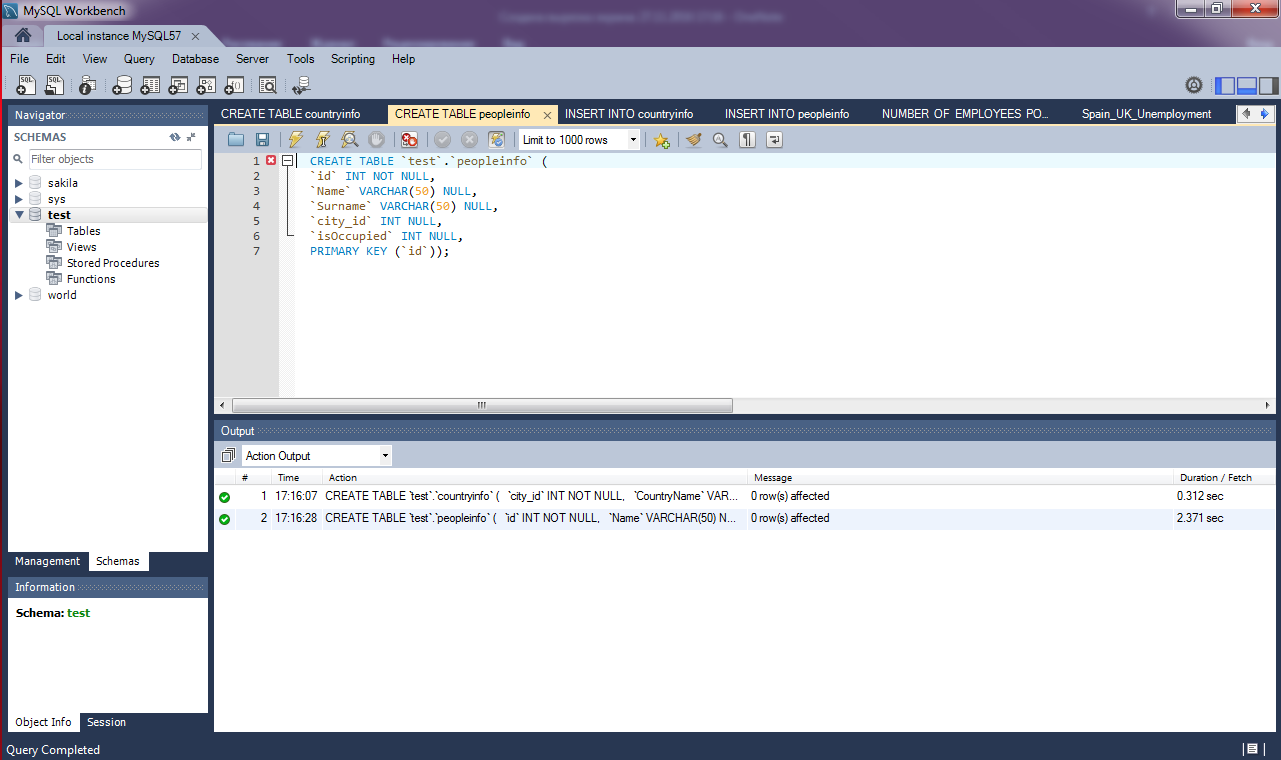 MySQL Workbench
Local instance MySQL57
File Edit View Query Database Server Tools Scripting Help
Navigator
SCHEMAS
Filter objects
sakila
sys
test
Tables
Views
Stored Procedures
Functions
world
Management Schemas
Information
Schema: test
Object Info Session
CREATE TABLE countryinfo CREATE TABLE peopleinfo INSERT INTO countryinfo INSERT INTO peopleinfo NUMBER OF EMPLOYEES PO... Spain_UK_Unemployment
Limit to 1000 rows
1 CREATE TABLE `test`.`peopleinfo` (
2 `id` INT NOT NULL,
3 `Name` VARCHAR(50) NULL,
4 `Surname` VARCHAR(50) NULL,
5 `city_id` INT NULL,
6 `isOccupied` INT NULL,
7 PRIMARY KEY (`id`));
Output
Action Output
# Time Action Message Duration / Fetch
1 17:16:07 CREATE TABLE `test`.`countryinfo` ( `city_id` INT NOT NULL, `CountryName` VAR... 0 row(s) affected 0.312 sec
2 17:16:28 CREATE TABLE `test`.`peopleinfo` ( `id` INT NOT NULL, `Name` VARCHAR(50) N... 0 row(s) affected 2.371 sec
Query Completed